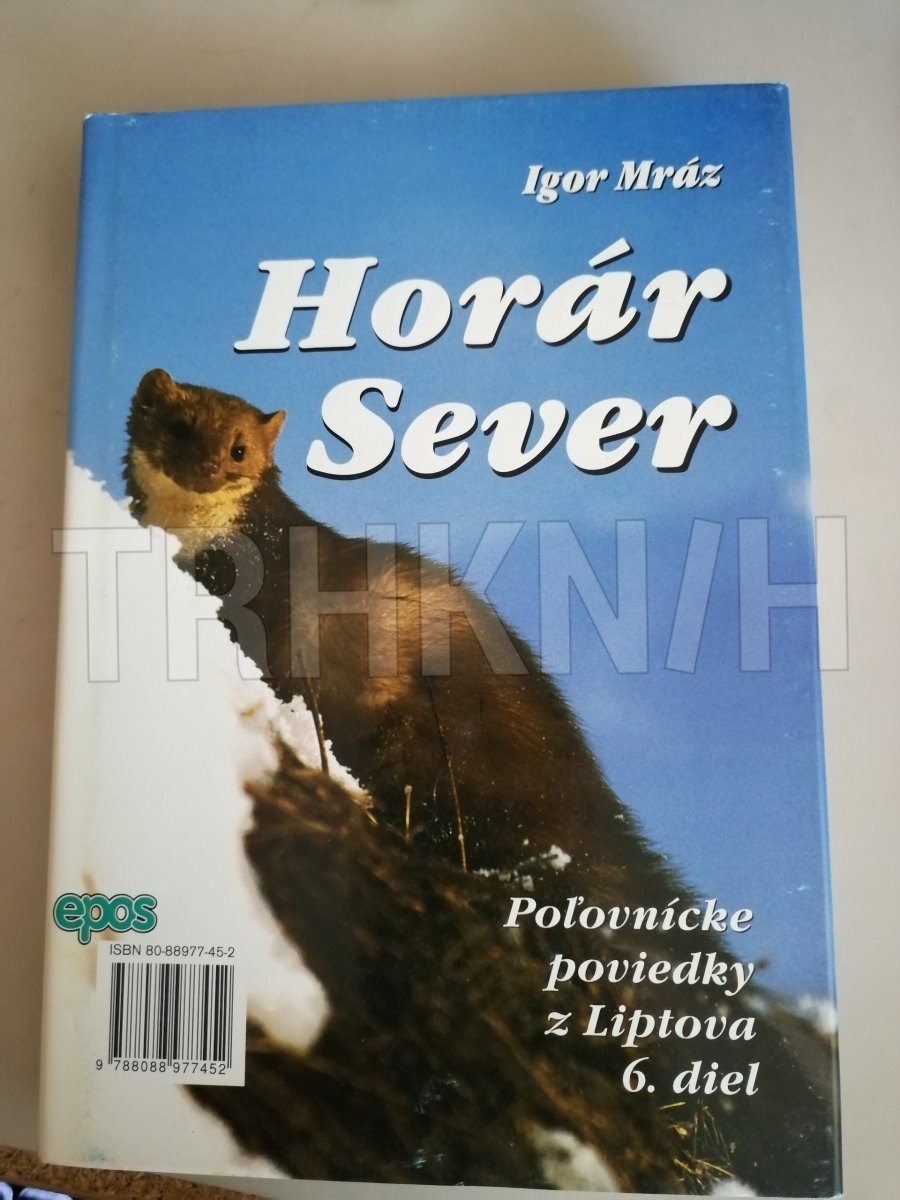 Igor Mráz
Horár
Sever
TRHKNIH
epos
ISBN 80-88977-45-2
9 788088 977452
Poľovnícke
poviedky
z Liptova
6. diel